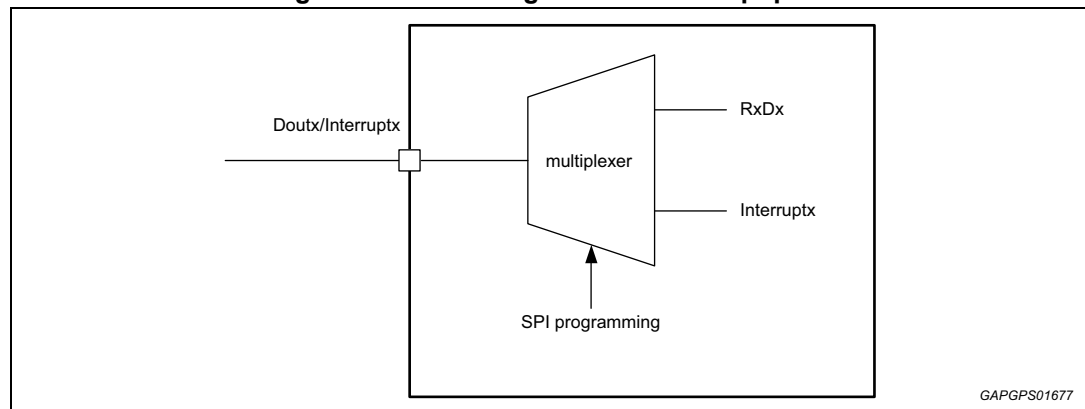 Doutx/Interruptx
RxDx
multiplexer
Interruptx
SPI programming
GAPGPS01677